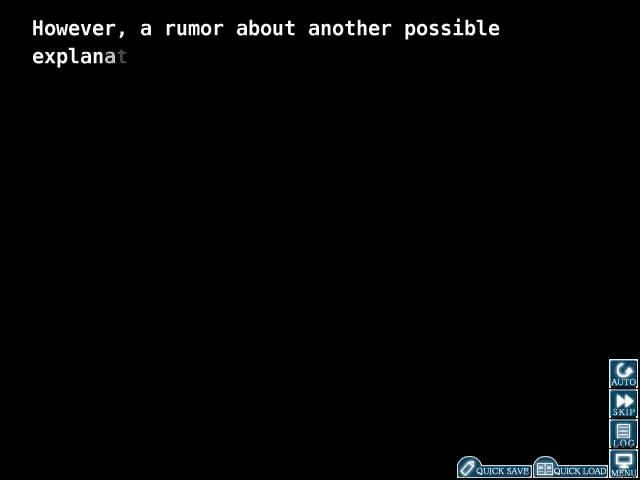 However, a rumor about another possible
explanat
AUTO
SKIP
LOG
QUICK SAVE
QUICK LOAD
MENU